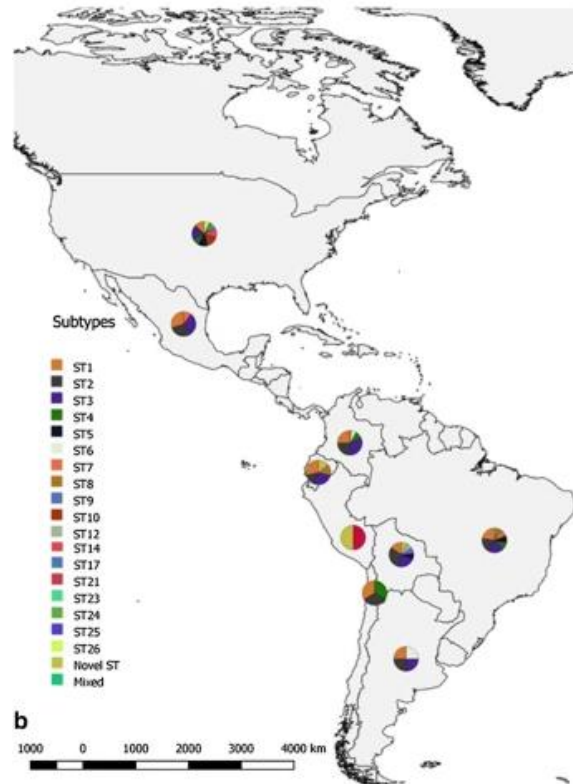 Subtypes
ST1
ST2
ST3
ST4
ST5
ST6
ST7
ST8
ST9
ST10
ST12
ST14
ST17
ST21
ST23
ST24
ST25
ST26
Novel ST
Mixed
b
1000 0 1000 2000 3000 4000 km